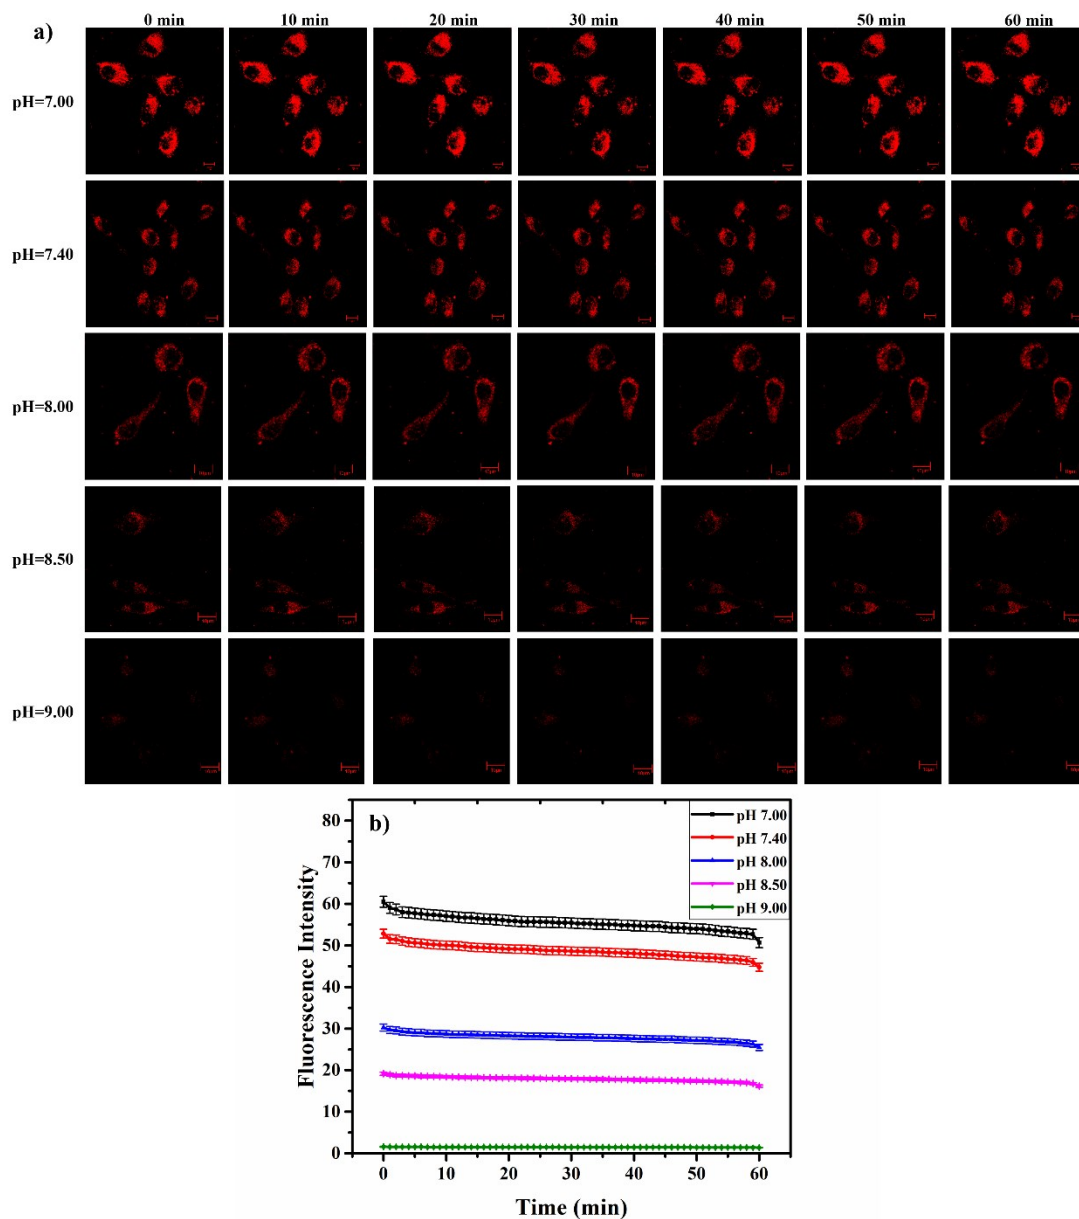 a)
0 min 10 min 20 min 30 min 40 min 50 min 60 min
pH=7.00
pH=7.40
pH=8.00
pH=8.50
pH=9.00
b)
pH 7.00
pH 7.40
pH 8.00
pH 8.50
pH 9.00
80
70
60
50
40
30
20
10
0
Fluorescence Intensity
0 10 20 30 40 50 60
Time (min)